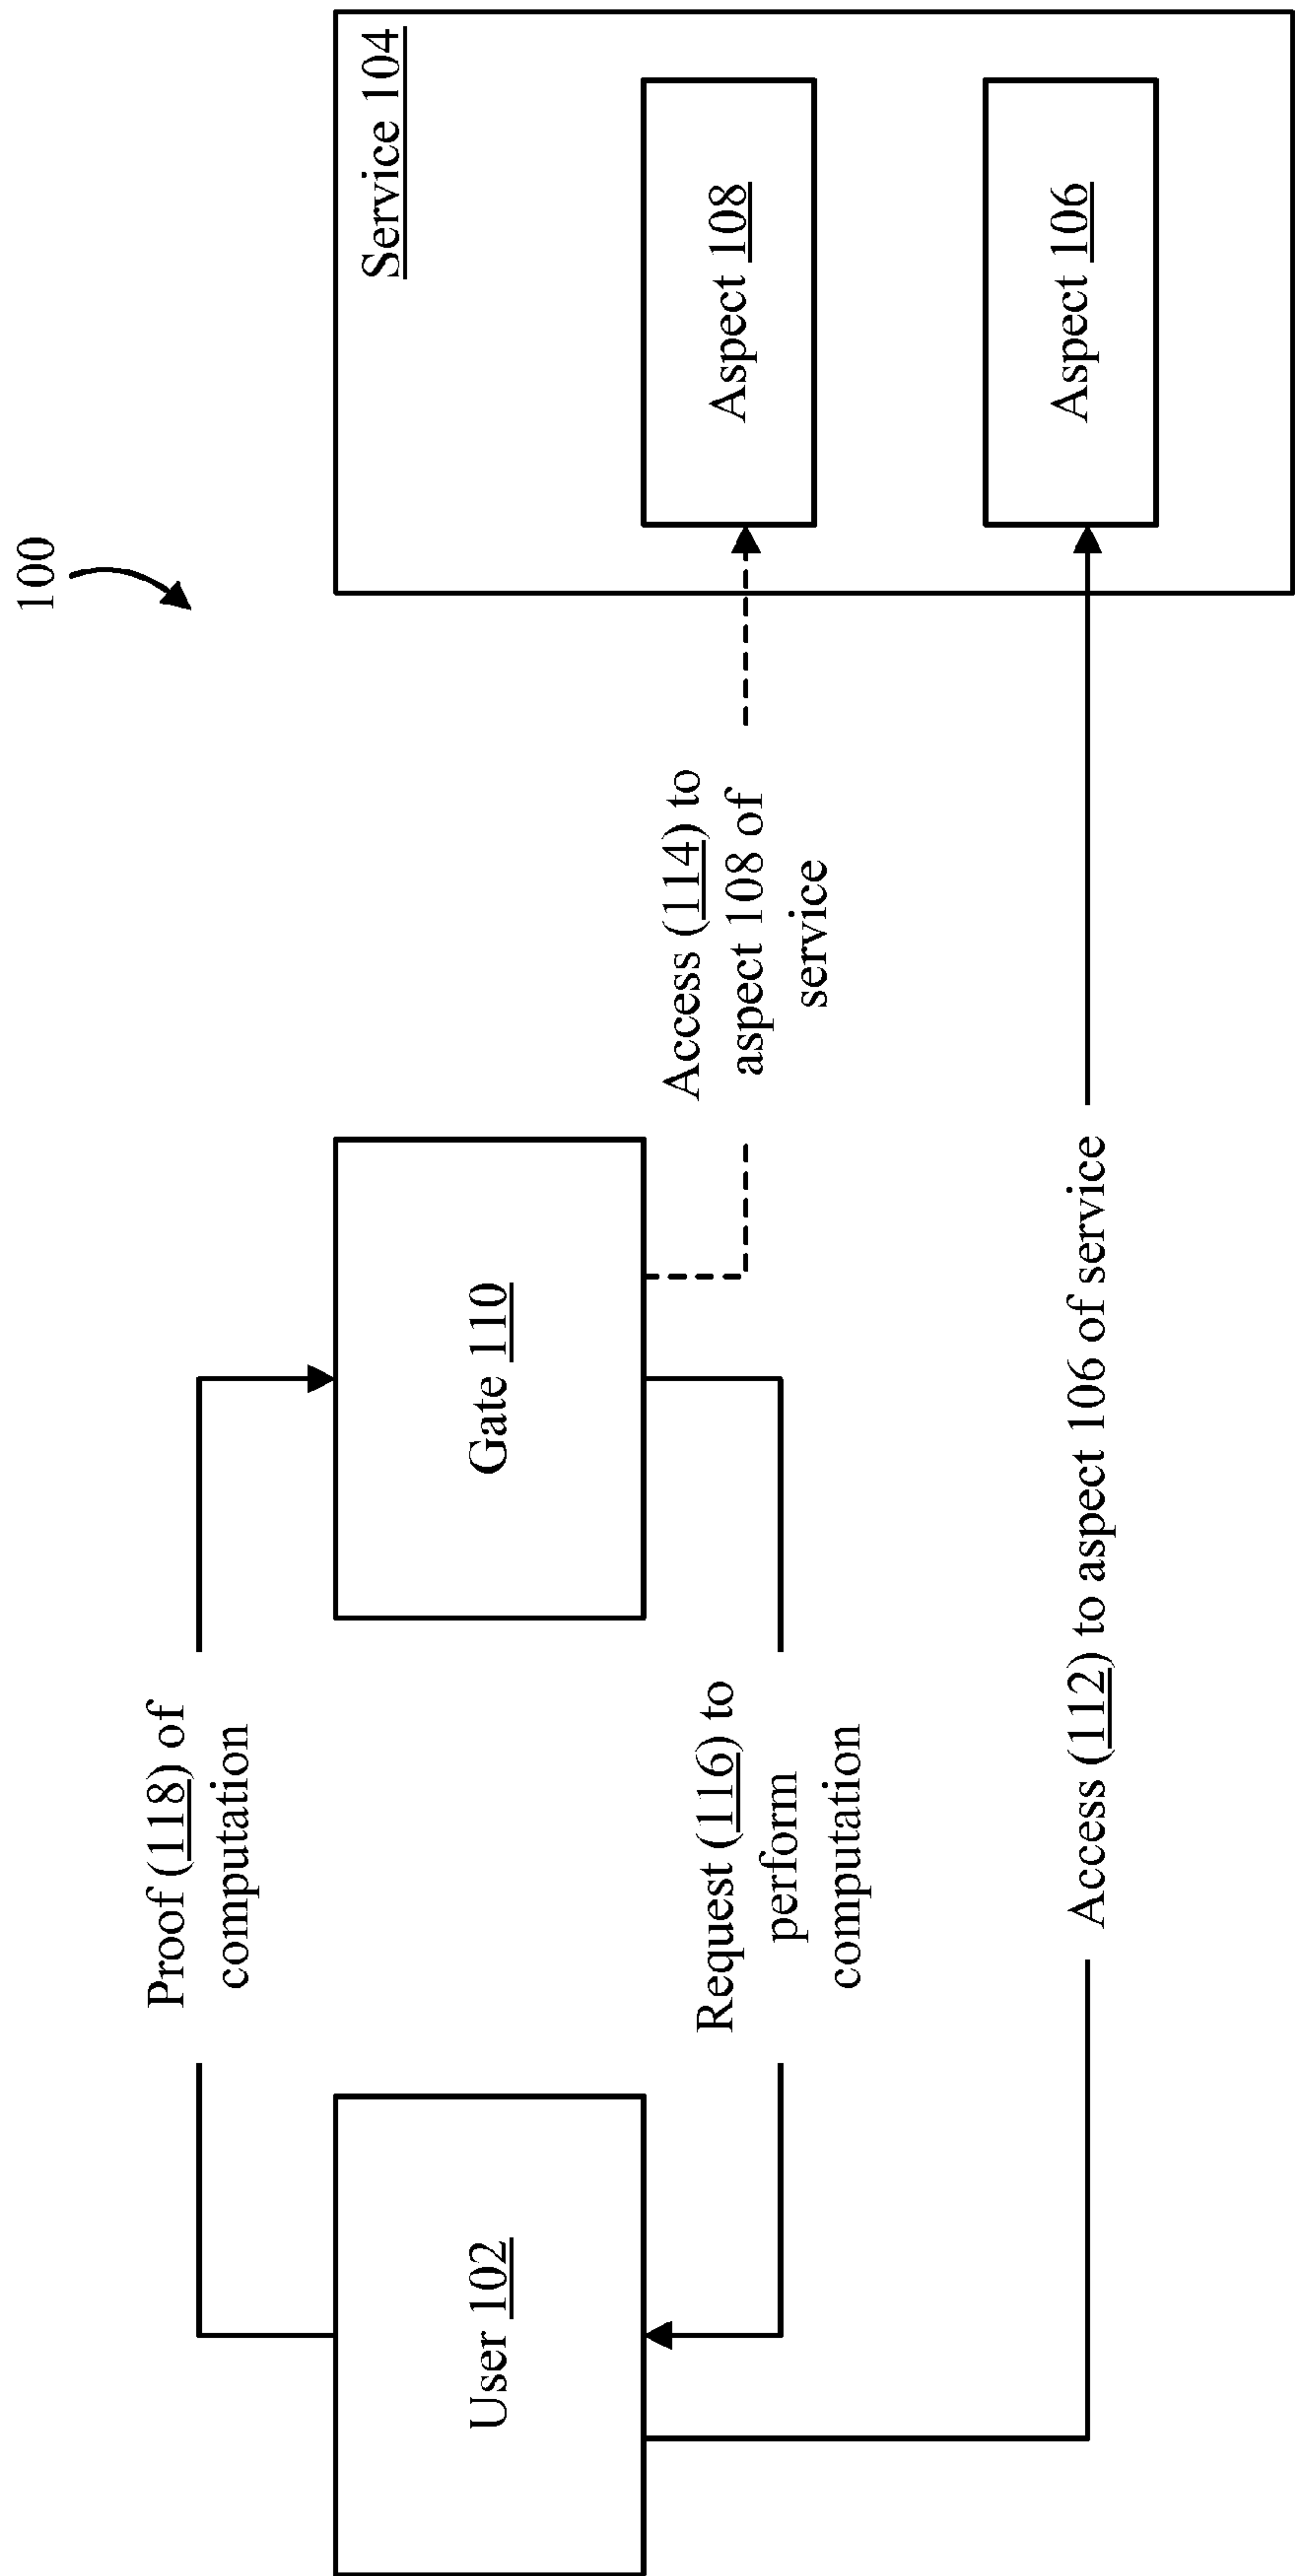 100
Proof (118) of
computation
User 102
Gate 110
Request (116) to
perform
computation
Access (114) to
aspect 108 of
service
Access (112) to aspect 106 of service
Service 104
Aspect 108
Aspect 106